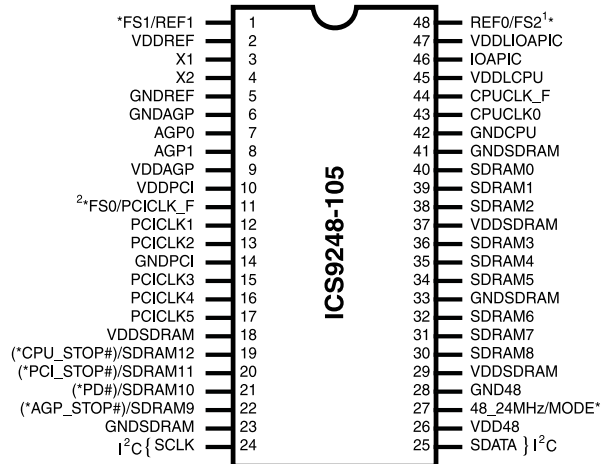 *FS1/REF1 1 48 REF0/FS2¹*
VDDREF 2 47 VDDLIOAPIC
X1 3 46 IOAPIC
X2 4 45 VDDLCPU
GNDREF 5 44 CPUCLK_F
GNDAGP 6 43 CPUCLK0
AGP0 7 42 GNDCPU
AGP1 8 41 GNDSDRAM
VDDAGP 9 40 SDRAM0
VDDPCI 10 39 SDRAM1
²*FS0/PCICLK_F 11 38 SDRAM2
PCICLK1 12 37 VDDSDRAM
PCICLK2 13 36 SDRAM3
GNDPCI 14 35 SDRAM4
PCICLK3 15 34 SDRAM5
PCICLK4 16 33 GNDSDRAM
PCICLK5 17 32 SDRAM6
VDDSDRAM 18 31 SDRAM7
(*CPU_STOP#)/SDRAM12 19 30 SDRAM8
(*PCI_STOP#)/SDRAM11 20 29 VDDSDRAM
(*PD#)/SDRAM10 21 28 GND48
(*AGP_STOP#)/SDRAM9 22 27 48_24MHz/MODE*
GNDSDRAM 23 26 VDD48
I²C { SCLK 24 25 SDATA } I²C
ICS9248-105